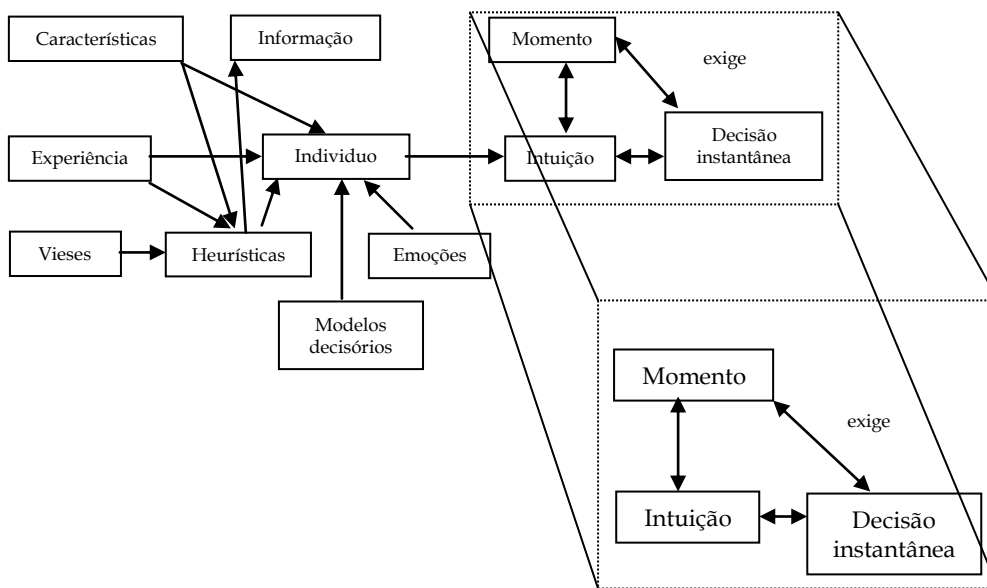 Características
Informação
Momento
exige
Experiência
Individuo
Intuição
Decisão
instantânea
Vieses
Heurísticas
Emoções
Modelos
decisórios
Momento
exige
Intuição
Decisão
instantânea